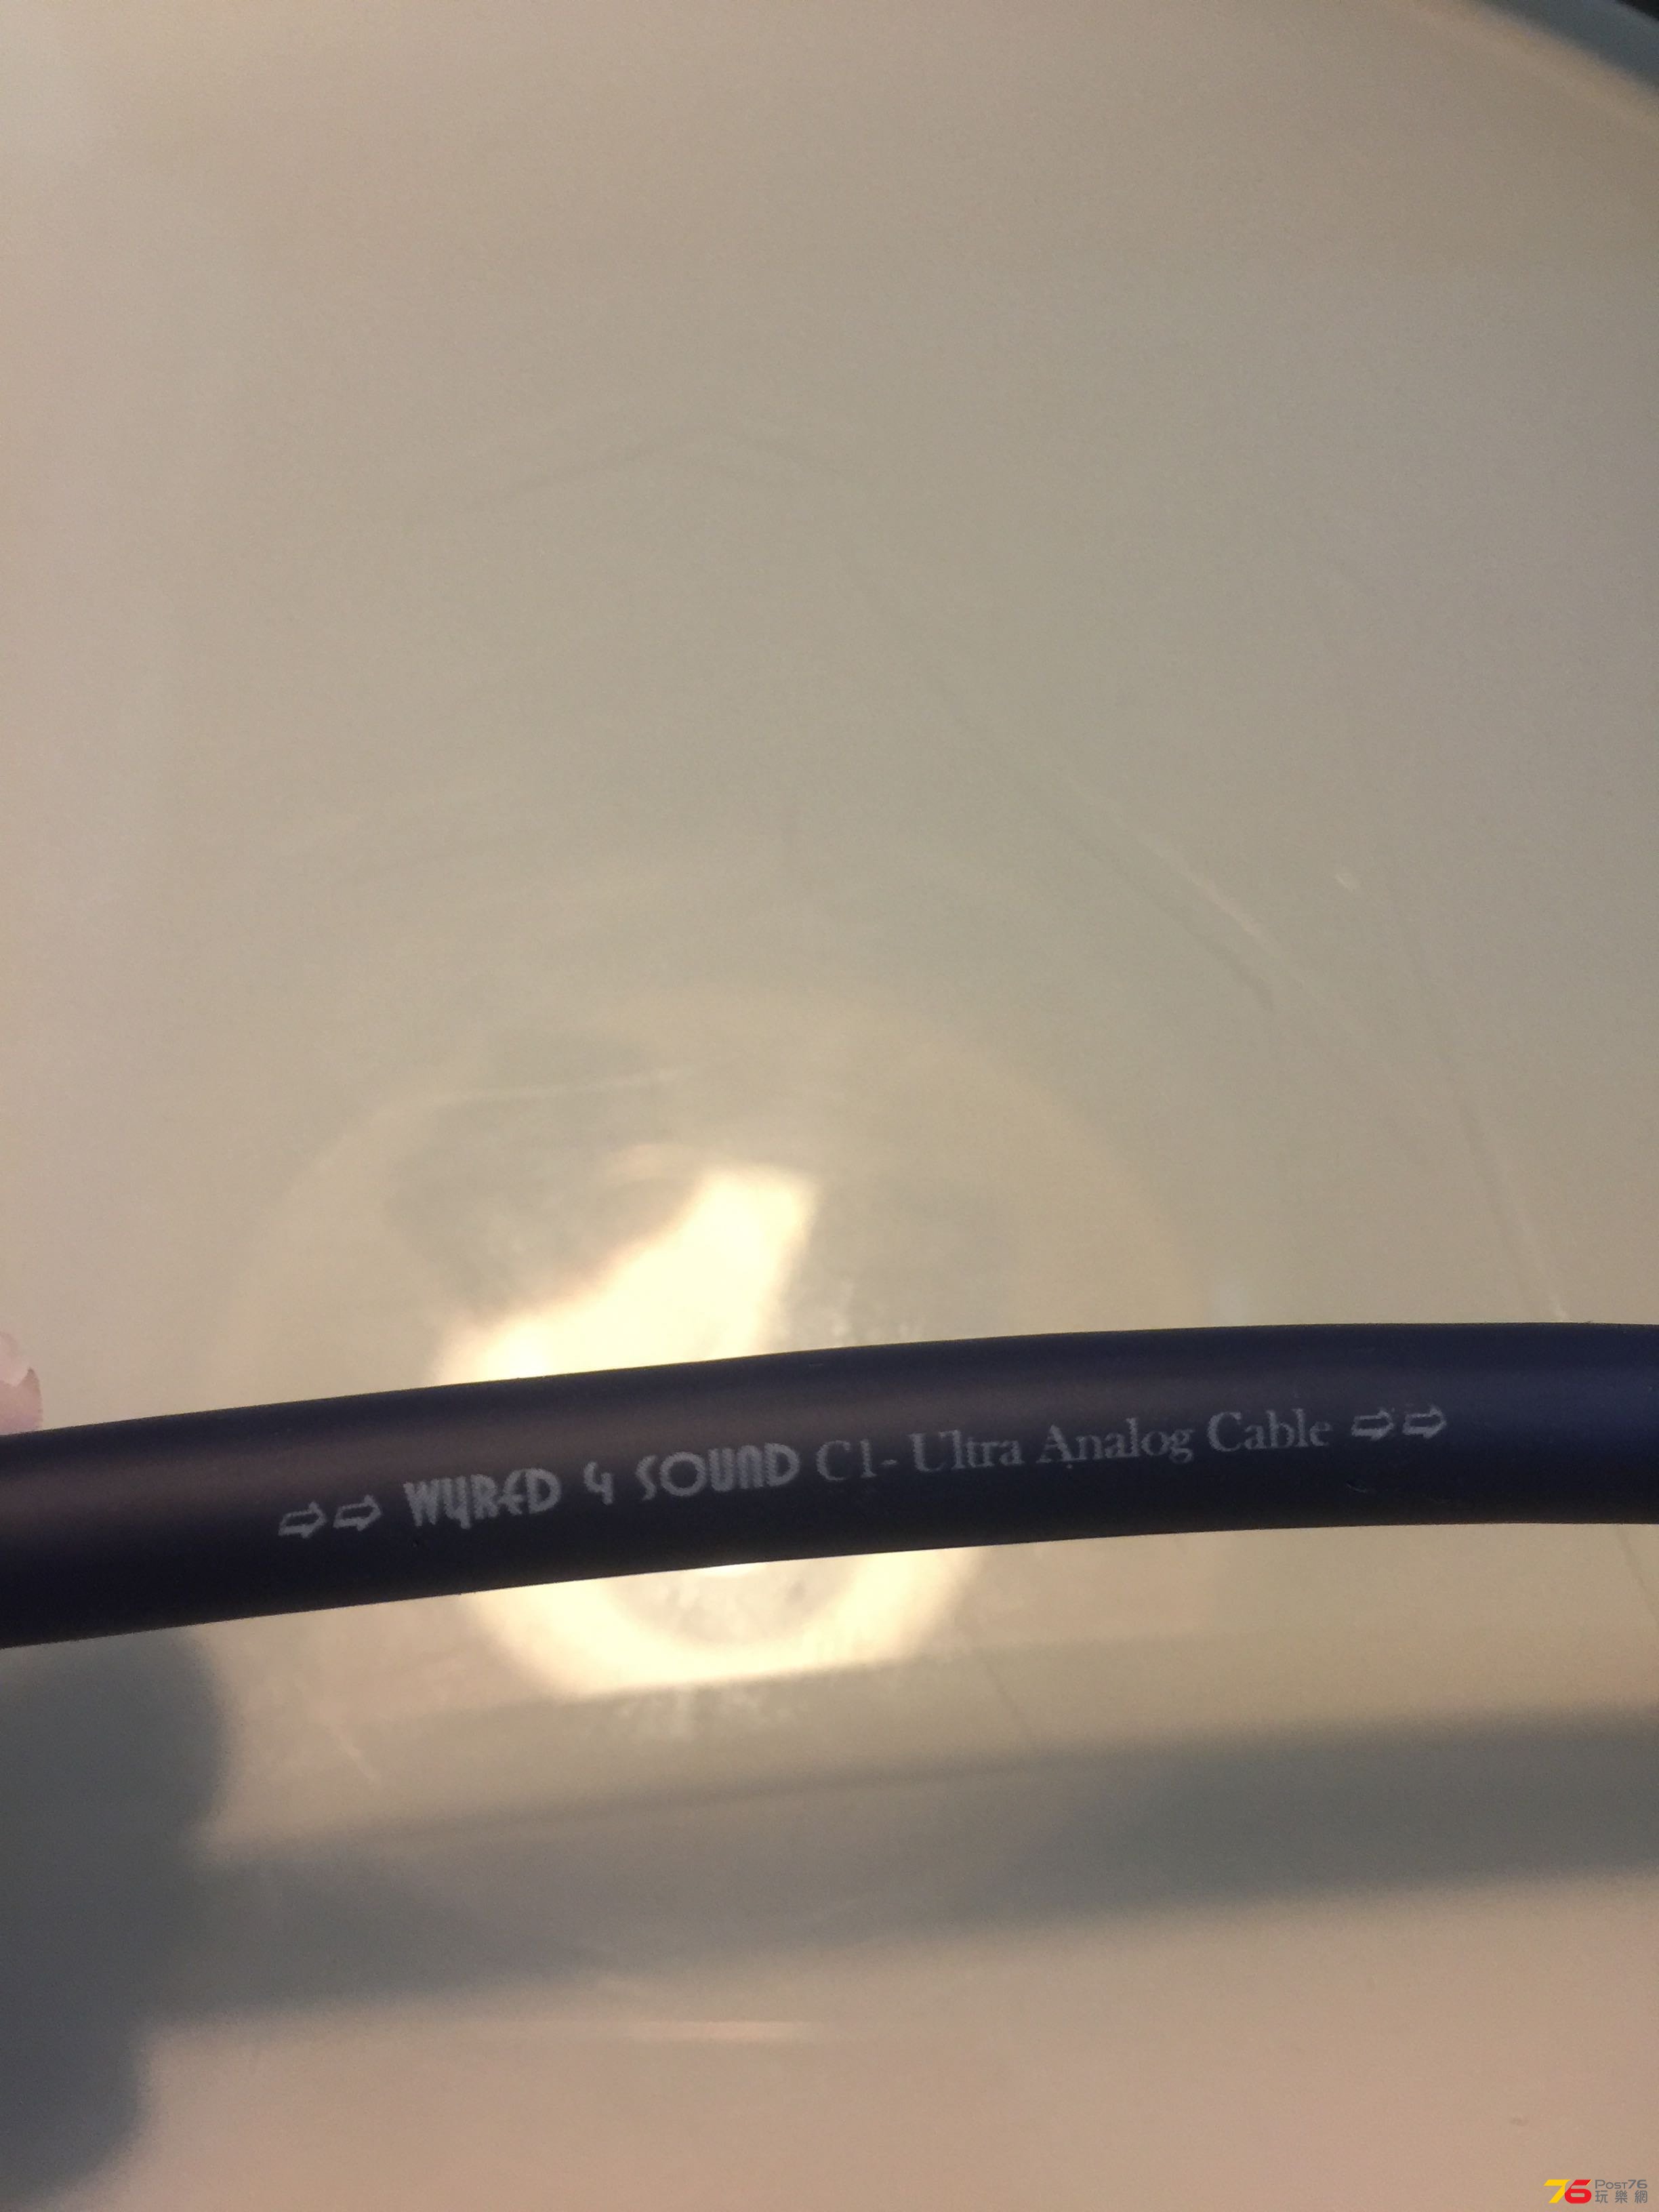 ⇨⇨ WYRED 4 SOUND C1- Ultra Analog Cable ⇨⇨
76 POST76
玩樂網